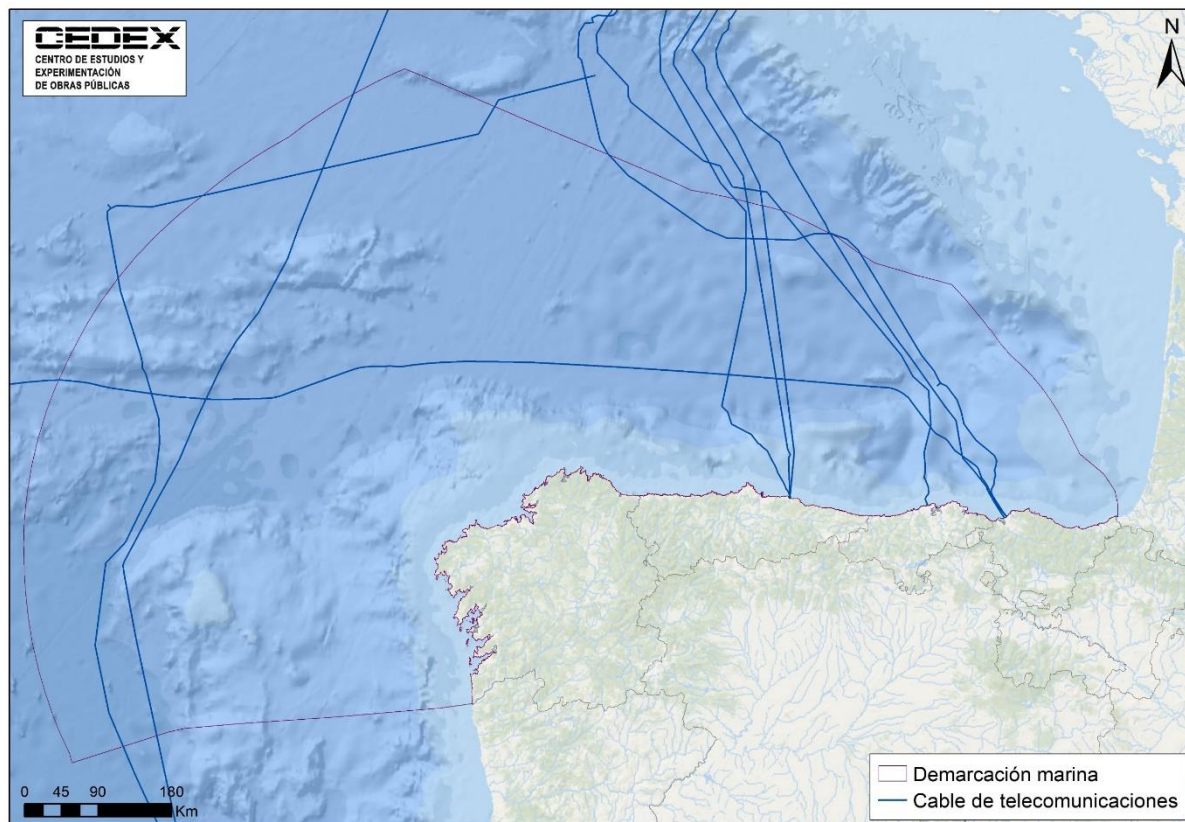 CEDEX
CENTRO DE ESTUDIOS Y
EXPERIMENTACIÓN
DE OBRAS PÚBLICAS
N
0 45 90 180
Km
Demarcación marina
Cable de telecomunicaciones